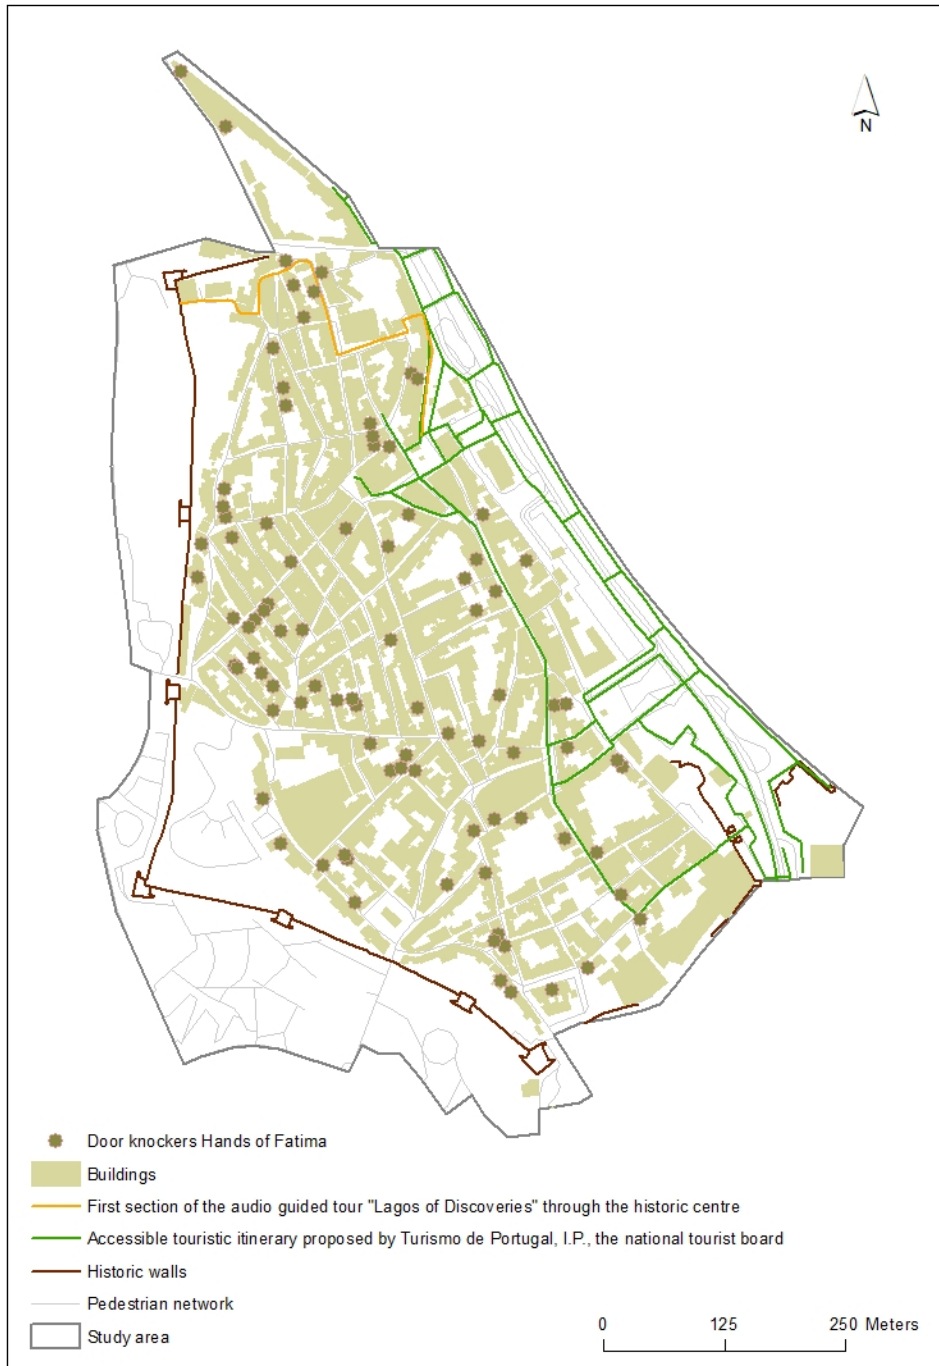 N
Door knockers Hands of Fatima
Buildings
First section of the audio guided tour "Lagos of Discoveries" through the historic centre
Accessible touristic itinerary proposed by Turismo de Portugal, I.P., the national tourist board
Historic walls
Pedestrian network
Study area
0 125 250 Meters